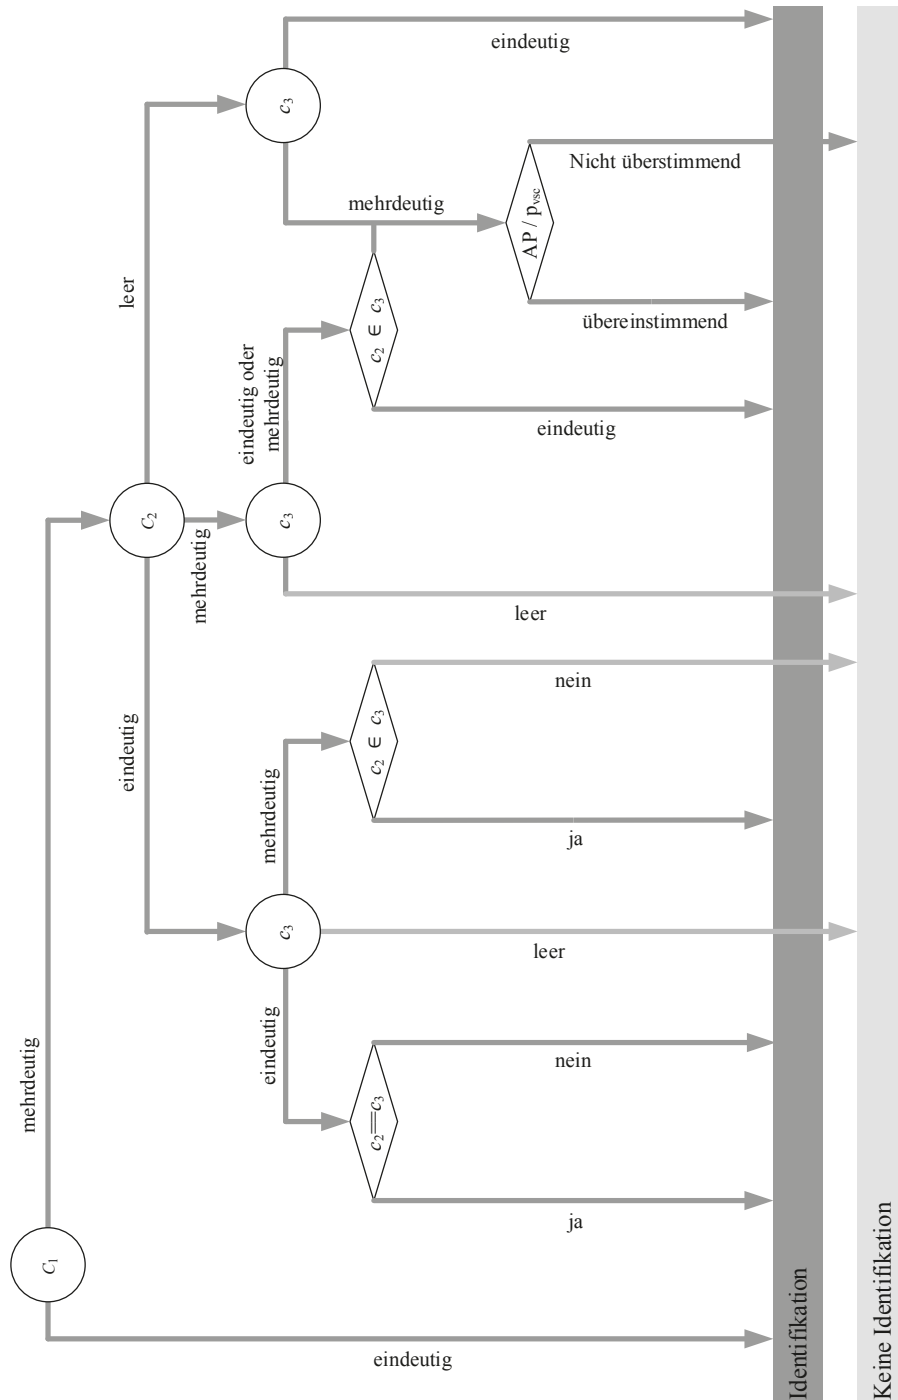 eindeutig
c₃
Nicht überstimmend
mehrdeutig
AP / pᵥₛc
leer
c₂ ∈ c₃
übereinstimmend
eindeutig oder
mehrdeutig
eindeutig
C₂
c₃
mehrdeutig
leer
nein
c₂ ∈ c₃
eindeutig
mehrdeutig
ja
c₃
leer
eindeutig
nein
mehrdeutig
c₂==c₃
ja
C₁
eindeutig
Identifikation
Keine Identifikation